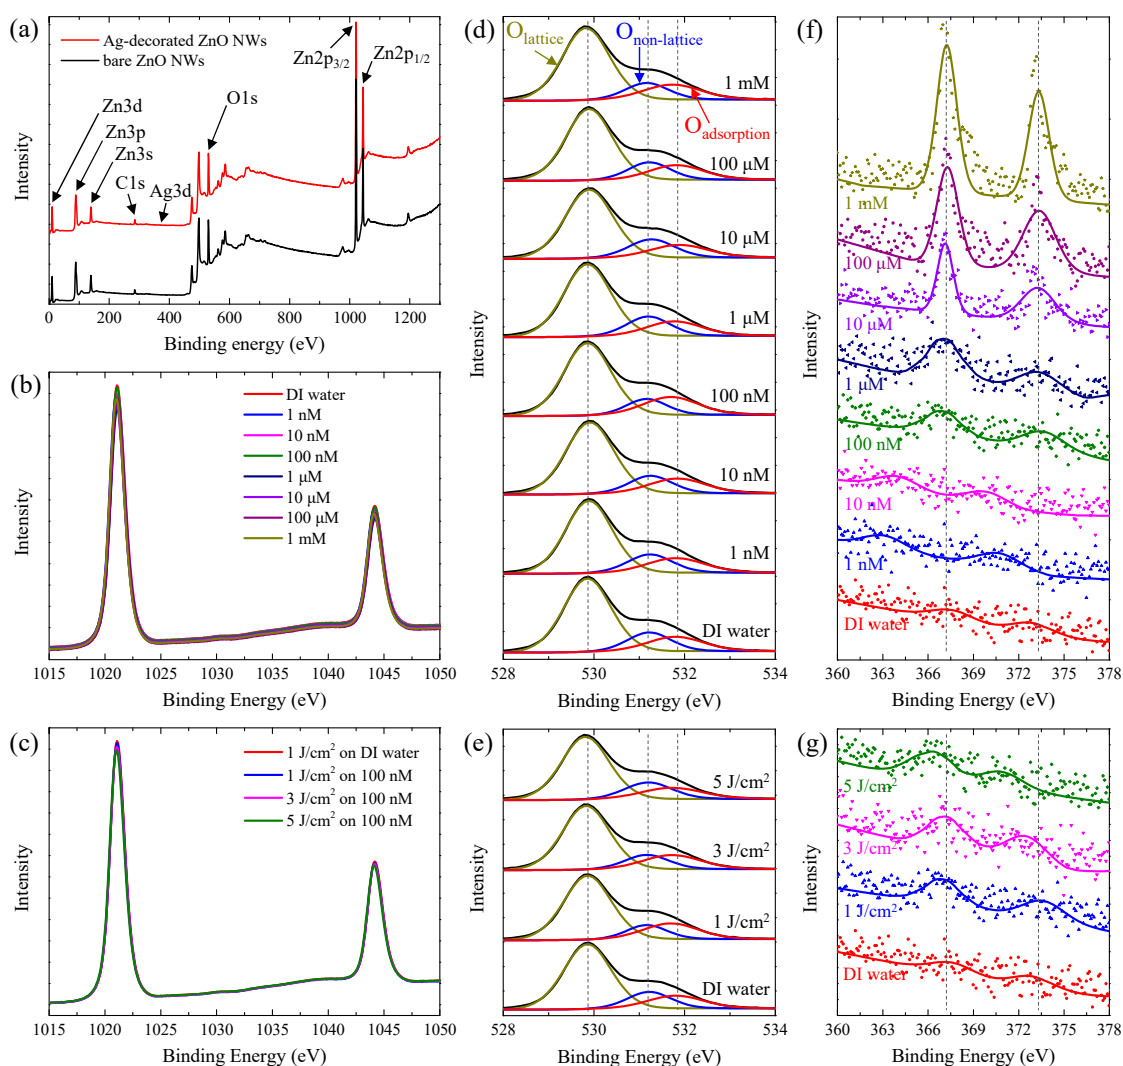 (a)
Ag-decorated ZnO NWs
bare ZnO NWs
Zn2p3/2
Zn2p1/2
Zn3d
Zn3p
Zn3s
C1s
Ag3d
O1s
Intensity
0 200 400 600 800 1000 1200
Binding energy (eV)
(b)
DI water
1 nM
10 nM
100 nM
1 μM
10 μM
100 μM
1 mM
Intensity
1015 1020 1025 1030 1035 1040 1045 1050
Binding Energy (eV)
(c)
1 J/cm² on DI water
1 J/cm² on 100 nM
3 J/cm² on 100 nM
5 J/cm² on 100 nM
Intensity
1015 1020 1025 1030 1035 1040 1045 1050
Binding Energy (eV)
(d)
Olattice
Onon-lattice
Oadsorption
1 mM
100 μM
10 μM
1 μM
100 nM
10 nM
1 nM
DI water
Intensity
528 530 532 534
Binding Energy (eV)
(e)
5 J/cm²
3 J/cm²
1 J/cm²
DI water
Intensity
528 530 532 534
Binding Energy (eV)
(f)
1 mM
100 μM
10 μM
1 μM
100 nM
10 nM
1 nM
DI water
Intensity
360 363 366 369 372 375 378
Binding Energy (eV)
(g)
5 J/cm²
3 J/cm²
1 J/cm²
DI water
Intensity
360 363 366 369 372 375 378
Binding Energy (eV)